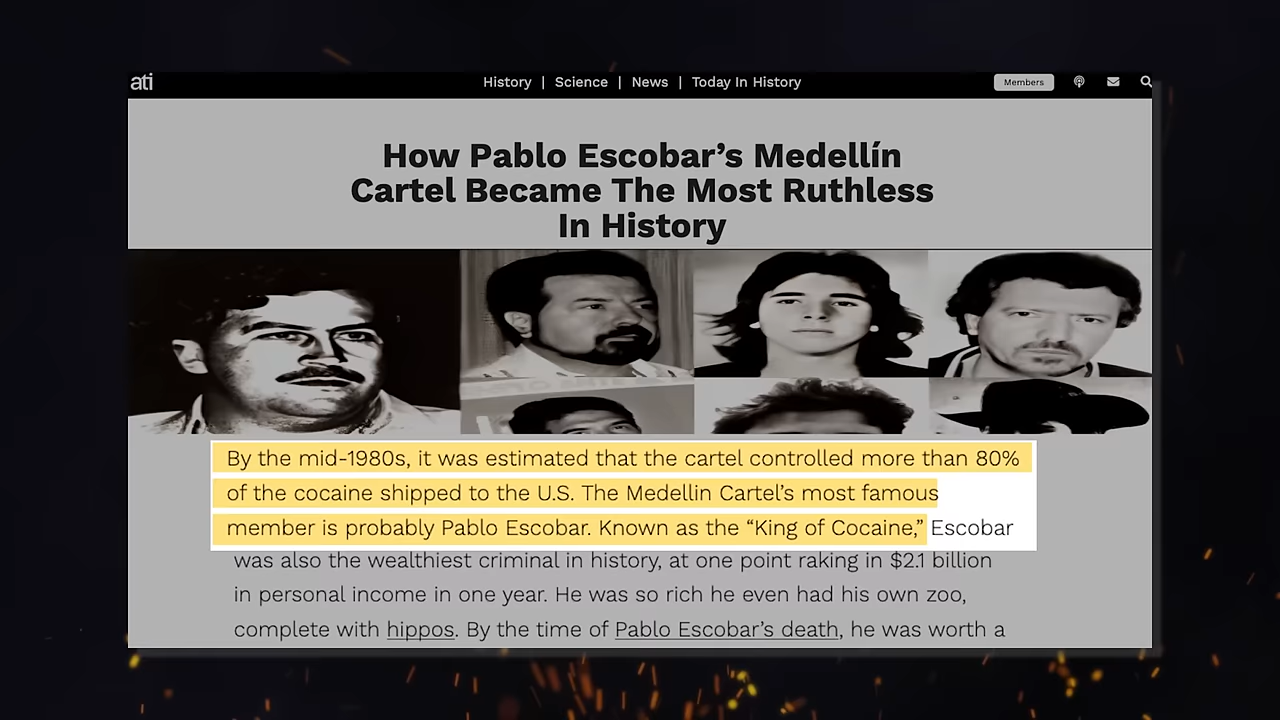 ati
History | Science | News | Today In History
Members
How Pablo Escobar’s Medellín
Cartel Became The Most Ruthless
In History
By the mid-1980s, it was estimated that the cartel controlled more than 80%
of the cocaine shipped to the U.S. The Medellin Cartel’s most famous
member is probably Pablo Escobar. Known as the “King of Cocaine,” Escobar
was also the wealthiest criminal in history, at one point raking in $2.1 billion
in personal income in one year. He was so rich he even had his own zoo,
complete with hippos. By the time of Pablo Escobar’s death, he was worth a